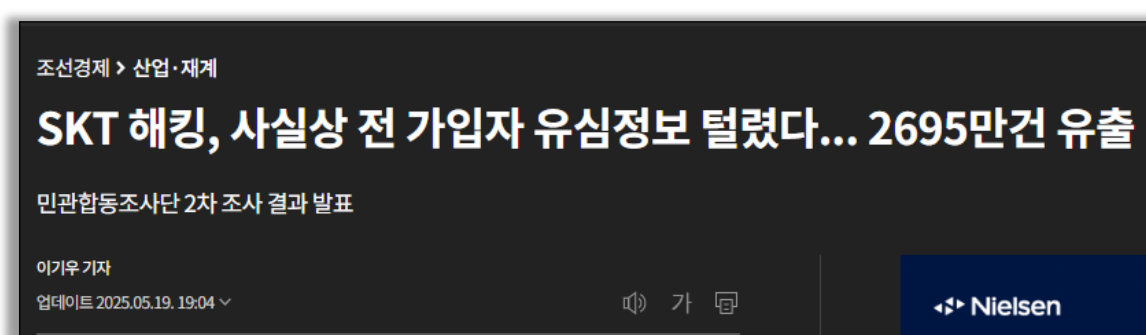 조선경제 > 산업·재계
SKT 해킹, 사실상 전 가입자 유심정보 털렸다... 2695만건 유출
민관합동조사단 2차 조사 결과 발표
이기우 기자
업데이트 2025.05.19. 19:04
가
Nielsen